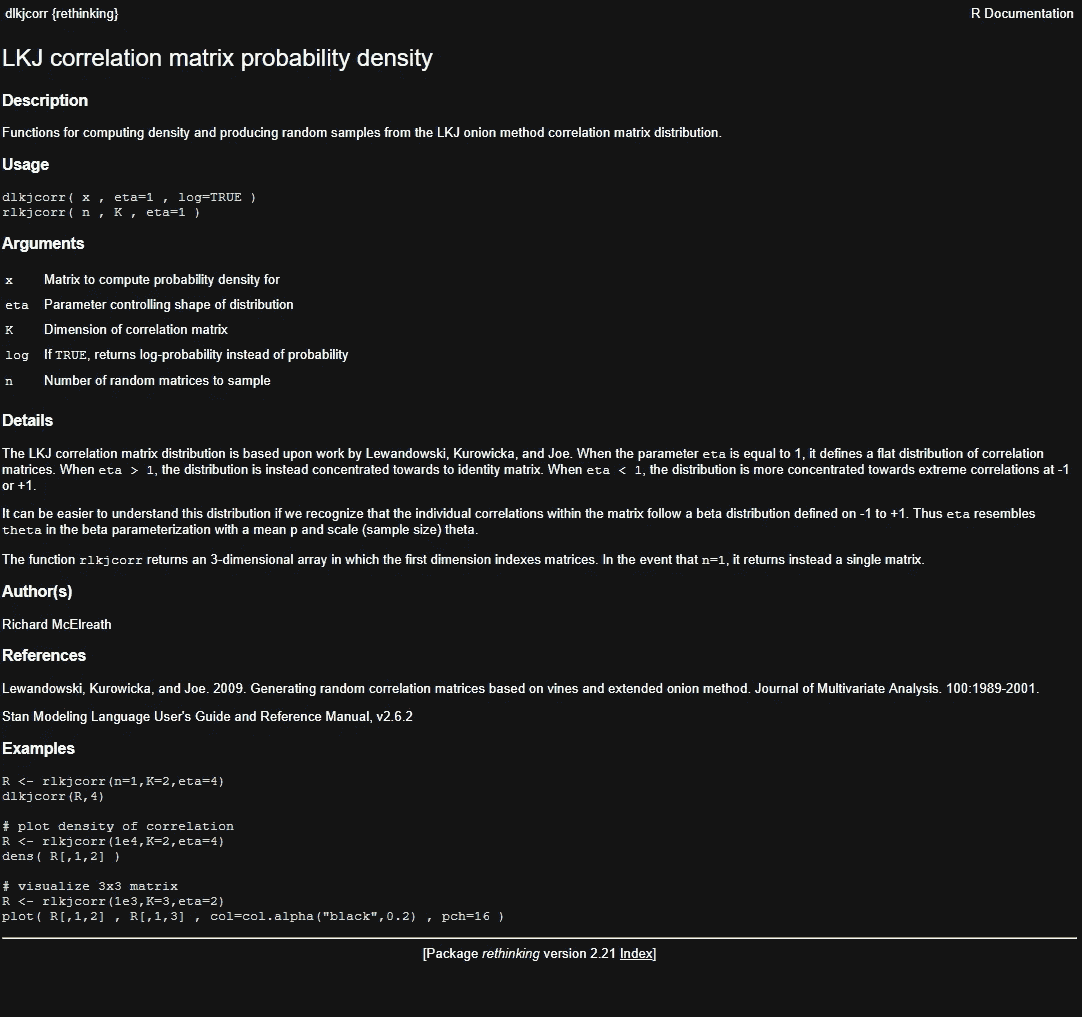 dlkjcorr {rethinking}
R Documentation
LKJ correlation matrix probability density
Description
Functions for computing density and producing random samples from the LKJ onion method correlation matrix distribution.
Usage
dlkjcorr( x , eta=1 , log=TRUE )
rlkjcorr( n , K , eta=1 )
Arguments
x Matrix to compute probability density for
eta Parameter controlling shape of distribution
K Dimension of correlation matrix
log If TRUE, returns log-probability instead of probability
n Number of random matrices to sample
Details
The LKJ correlation matrix distribution is based upon work by Lewandowski, Kurowicka, and Joe. When the parameter eta is equal to 1, it defines a flat distribution of correlation
matrices. When eta > 1, the distribution is instead concentrated towards to identity matrix. When eta < 1, the distribution is more concentrated towards extreme correlations at -1
or +1.
It can be easier to understand this distribution if we recognize that the individual correlations within the matrix follow a beta distribution defined on -1 to +1. Thus eta resembles
theta in the beta parameterization with a mean p and scale (sample size) theta.
The function rlkjcorr returns an 3-dimensional array in which the first dimension indexes matrices. In the event that n=1, it returns instead a single matrix.
Author(s)
Richard McElreath
References
Lewandowski, Kurowicka, and Joe. 2009. Generating random correlation matrices based on vines and extended onion method. Journal of Multivariate Analysis. 100:1989-2001.
Stan Modeling Language User's Guide and Reference Manual, v2.6.2
Examples
R <- rlkjcorr(n=1,K=2,eta=4)
dlkjcorr(R,4)
# plot density of correlation
R <- rlkjcorr(1e4,K=2,eta=4)
dens( R[,1,2] )
# visualize 3x3 matrix
R <- rlkjcorr(1e3,K=3,eta=2)
plot( R[,1,2] , R[,1,3] , col=col.alpha("black",0.2) , pch=16 )
[Package rethinking version 2.21 Index]